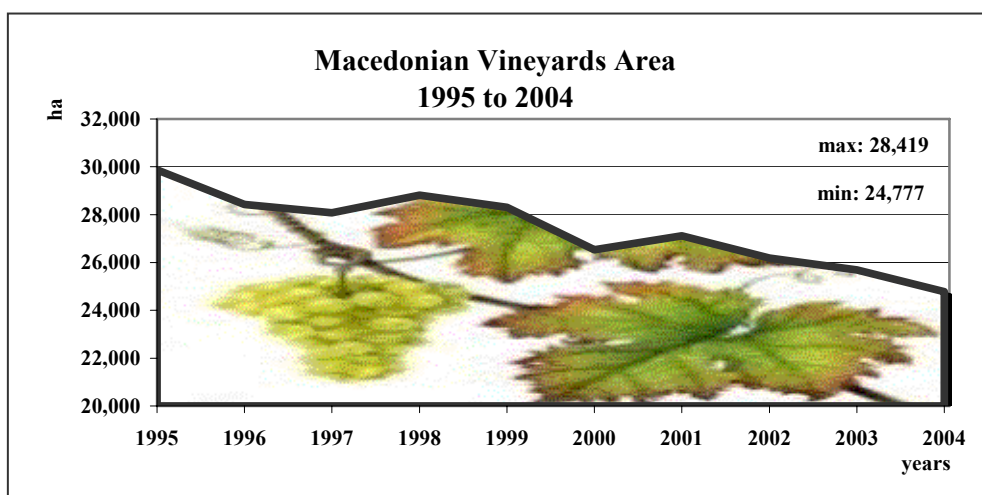 Macedonian Vineyards Area
1995 to 2004
ha
32,000
30,000
28,000
26,000
24,000
22,000
20,000
max: 28,419
min: 24,777
1995 1996 1997 1998 1999 2000 2001 2002 2003 2004
years